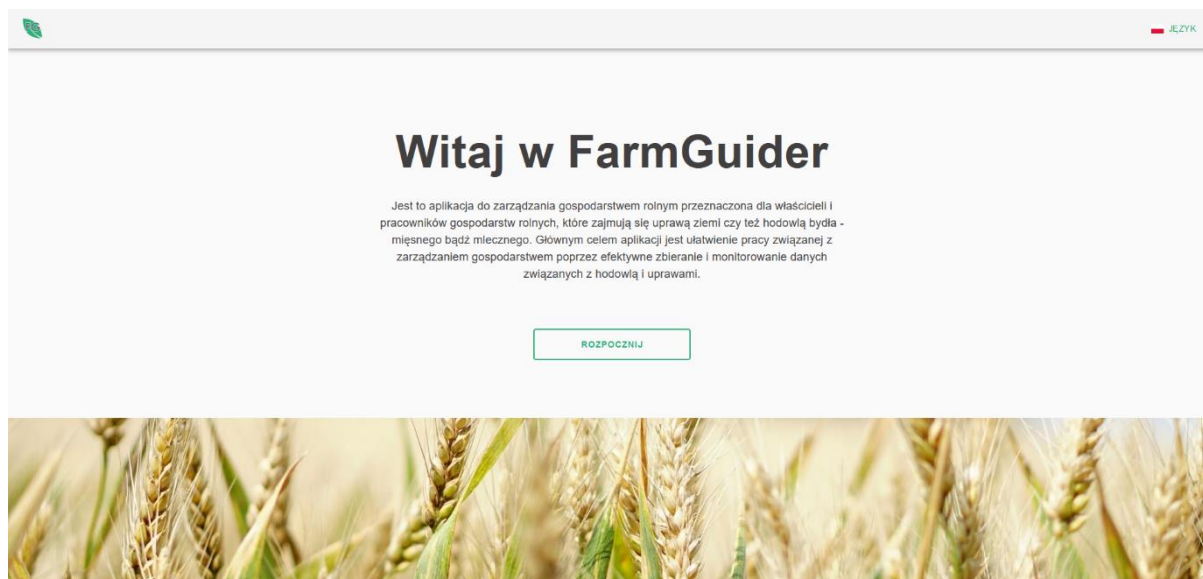 JĘZYK
Witaj w FarmGuider
Jest to aplikacja do zarządzania gospodarstwem rolnym przeznaczona dla właścicieli i
pracowników gospodarstw rolnych, które zajmują się uprawą ziemi czy też hodowlą bydła -
mięsnego bądź mlecznego. Głównym celem aplikacji jest ułatwienie pracy związanej z
zarządzaniem gospodarstwem poprzez efektywne zbieranie i monitorowanie danych
związanych z hodowlą i uprawami.
ROZPOCZNIJ